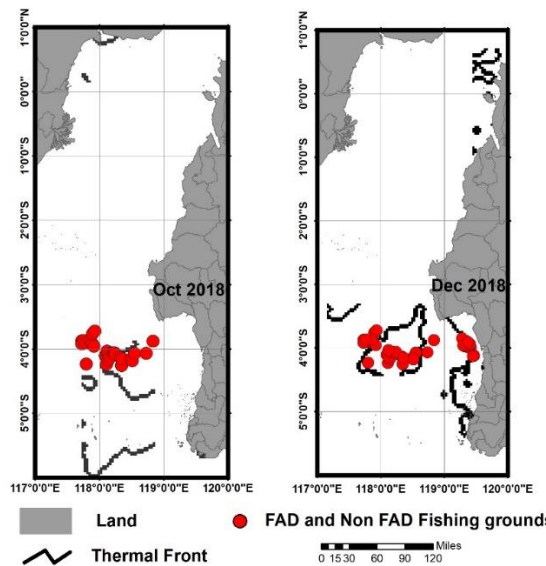 1°0'0"N
0°0'0"
1°0'0"S
2°0'0"S
3°0'0"S
4°0'0"S
5°0'0"S
Oct 2018
117°0'0"E 118°0'0"E 119°0'0"E 120°0'0"E
1°0'0"N
0°0'0"
1°0'0"S
2°0'0"S
3°0'0"S
4°0'0"S
5°0'0"S
Dec 2018
117°0'0"E 118°0'0"E 119°0'0"E 120°0'0"E
Land
FAD and Non FAD Fishing grounds
Thermal Front
Miles
0 15 30 60 90 120